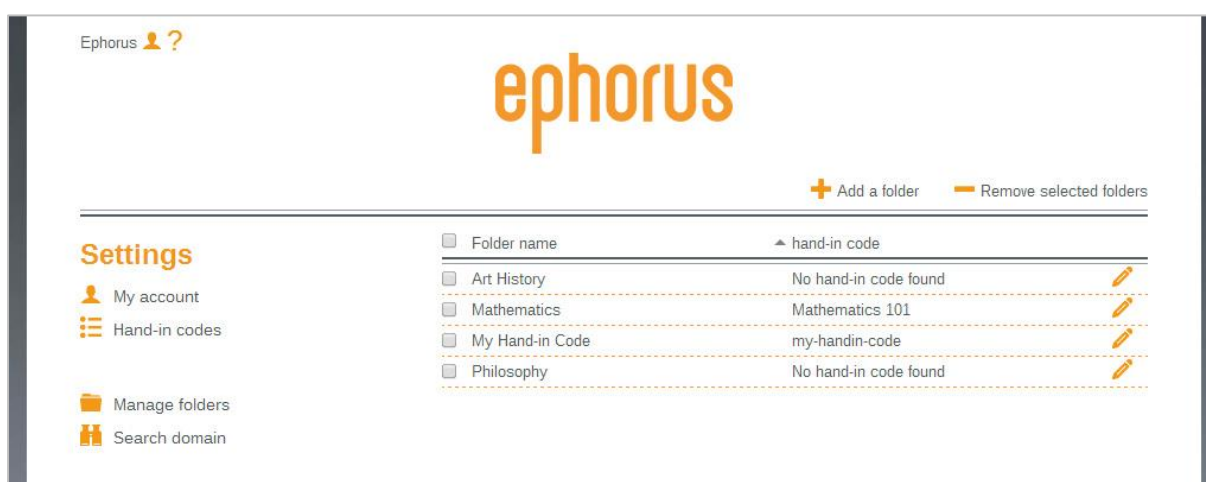 Ephorus ?
ephorus
Add a folder Remove selected folders
Settings
My account
Hand-in codes
Manage folders
Search domain
Folder name hand-in code
Art History No hand-in code found
Mathematics Mathematics 101
My Hand-in Code my-handin-code
Philosophy No hand-in code found